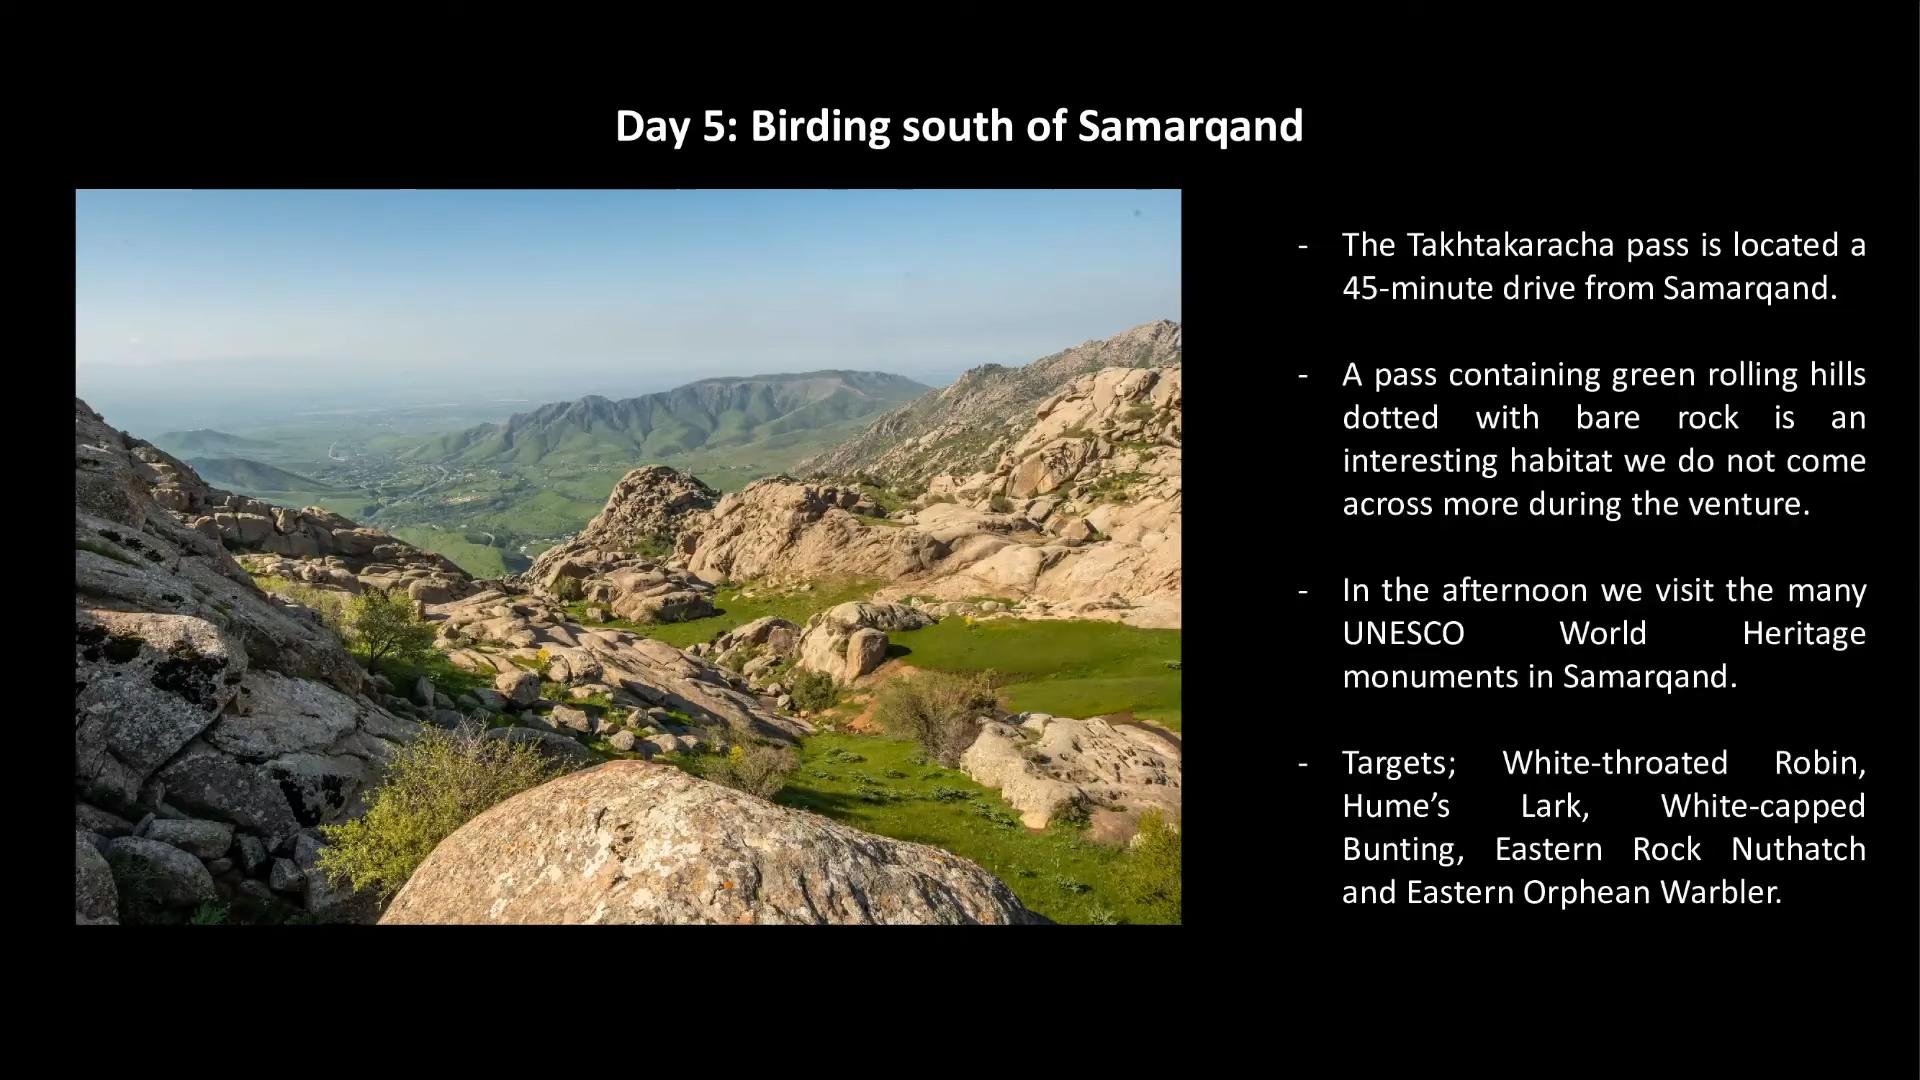 Day 5: Birding south of Samarqand
- The Takhtakaracha pass is located a
45-minute drive from Samarqand.
- A pass containing green rolling hills
dotted with bare rock is an
interesting habitat we do not come
across more during the venture.
- In the afternoon we visit the many
UNESCO World Heritage
monuments in Samarqand.
- Targets; White-throated Robin,
Hume’s Lark, White-capped
Bunting, Eastern Rock Nuthatch
and Eastern Orphean Warbler.